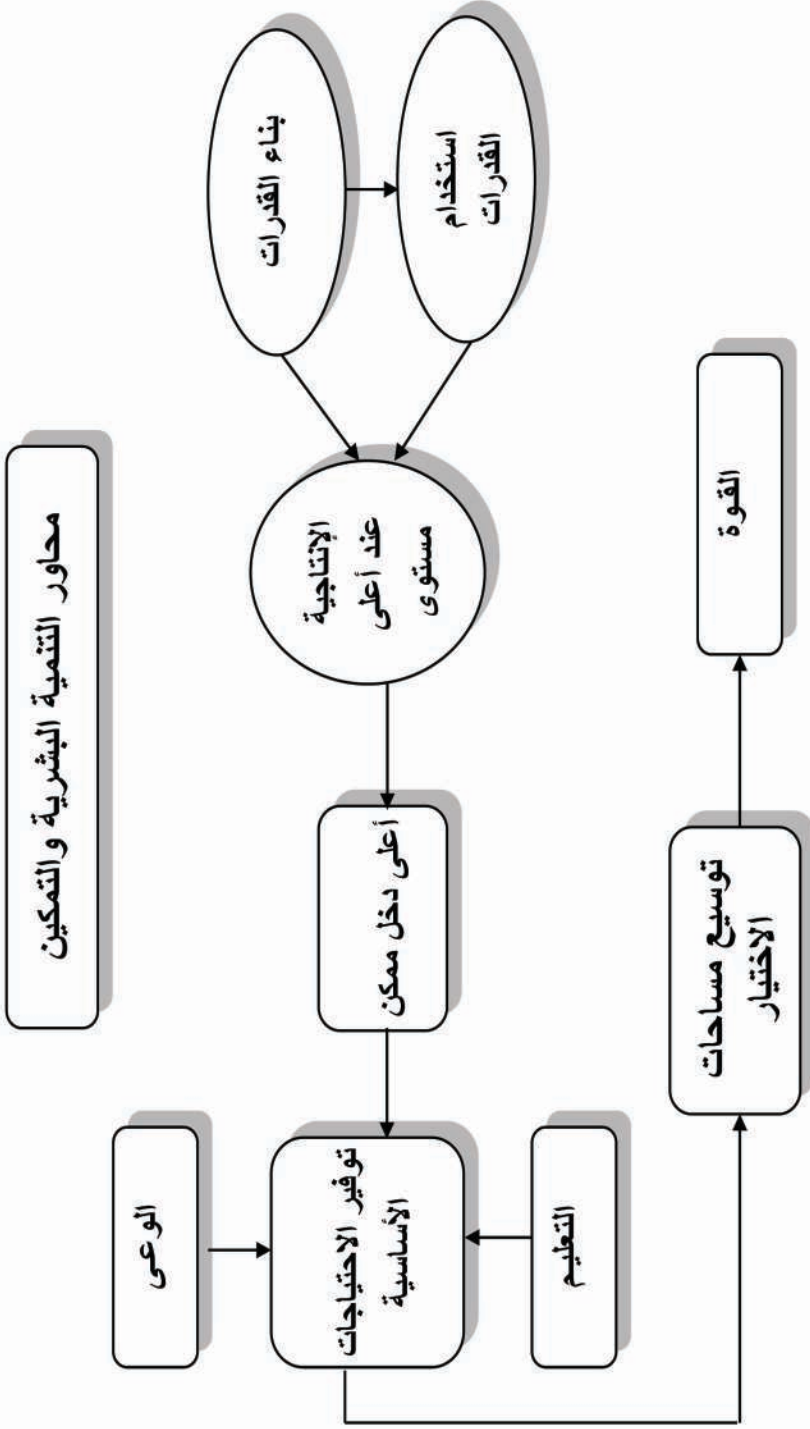 محاور التنمية البشرية والتمكين
بناء القدرات
استخدام
القدرات
الإنتاجية
عند أعلى
مستوى
أعلى دخل ممكن
الوعى
توفير الاحتياجات
الأساسية
التعليم
توسيع مساحات
الاختيار
القوة